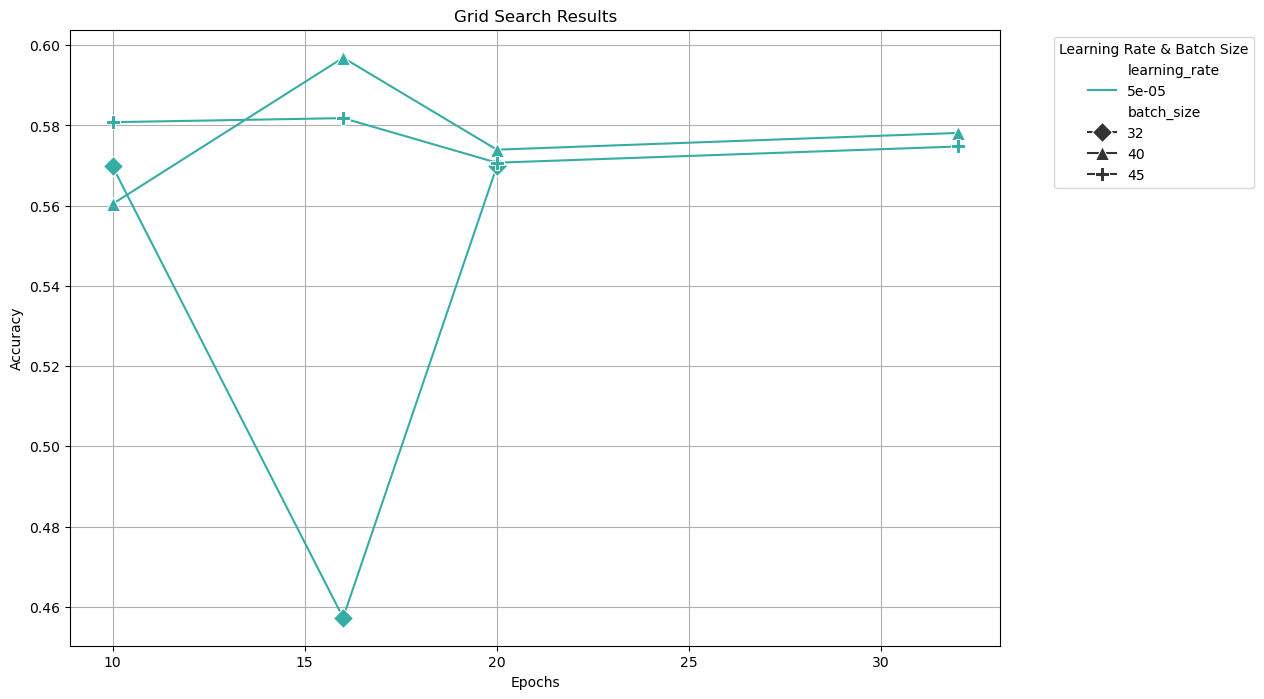 Grid Search Results
Accuracy
0.60
0.58
0.56
0.54
0.52
0.50
0.48
0.46
10
15
20
25
30
Epochs
Learning Rate & Batch Size
learning_rate
5e-05
batch_size
32
40
45